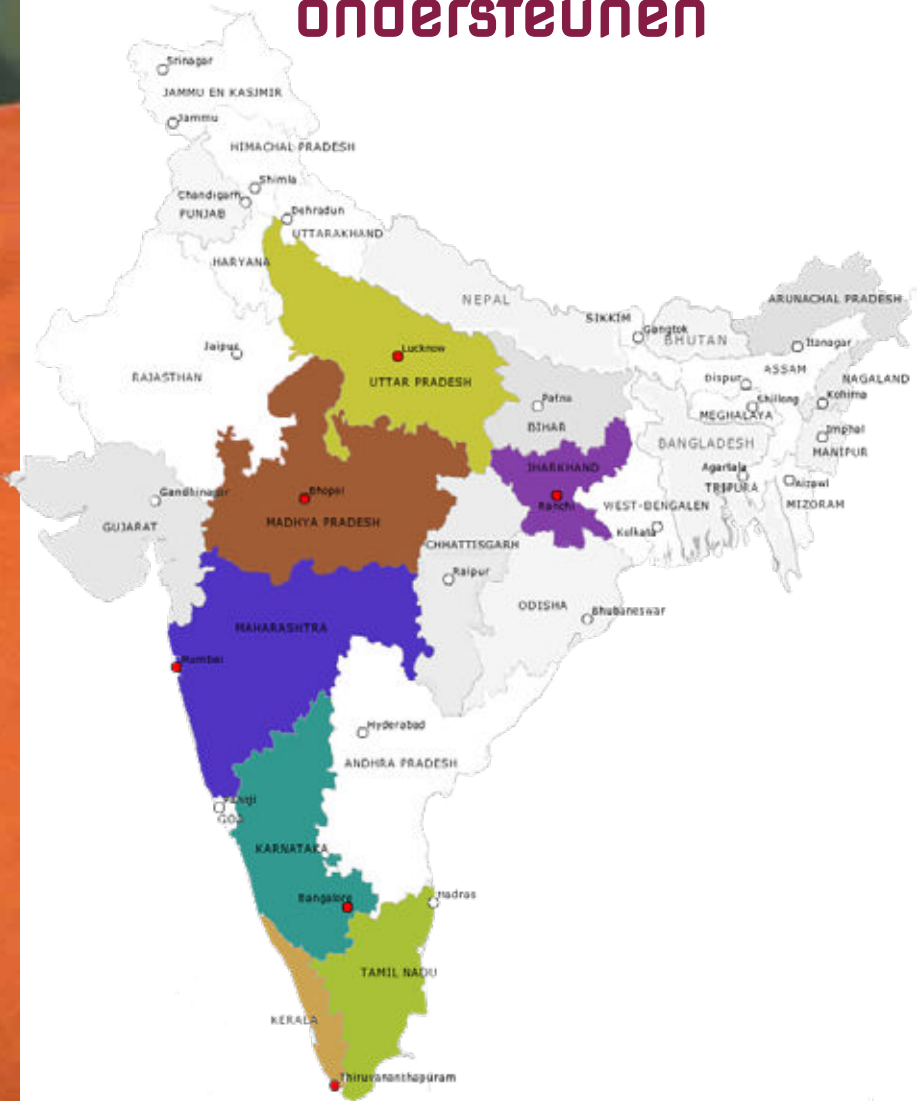 ondersteunen
Srinagar
JAMMU EN KASJMIR
Jammu
HIMACHAL PRADESH
Shimla
Chandigarh
PUNJAB
Dehradun
UTTARAKHAND
HARYANA
NEPAL
ARUNACHAL PRADESH
SIKKIM
Gangtok
BHUTAN
Itanagar
Jaipur
Lucknow
RAJASTHAN
UTTAR PRADESH
Dispur
ASSAM
NAGALAND
Kohima
Patna
BIHAR
Shillong
MEGHALAYA
Imphal
MANIPUR
BANGLADESH
JHARKHAND
Agartala
TRIPURA
Aizawl
MIZORAM
Gandhinagar
GUJARAT
Bhopal
MADHYA PRADESH
Ranchi
WEST-BENGALEN
Kolkata
CHHATTISGARH
Raipur
ODISHA
Bhubaneswar
MAHARASHTRA
Mumbai
Hyderabad
ANDHRA PRADESH
Panaji
GOA
KARNATAKA
Bangalore
Madras
TAMIL NADU
KERALA
Thiruvananthapuram